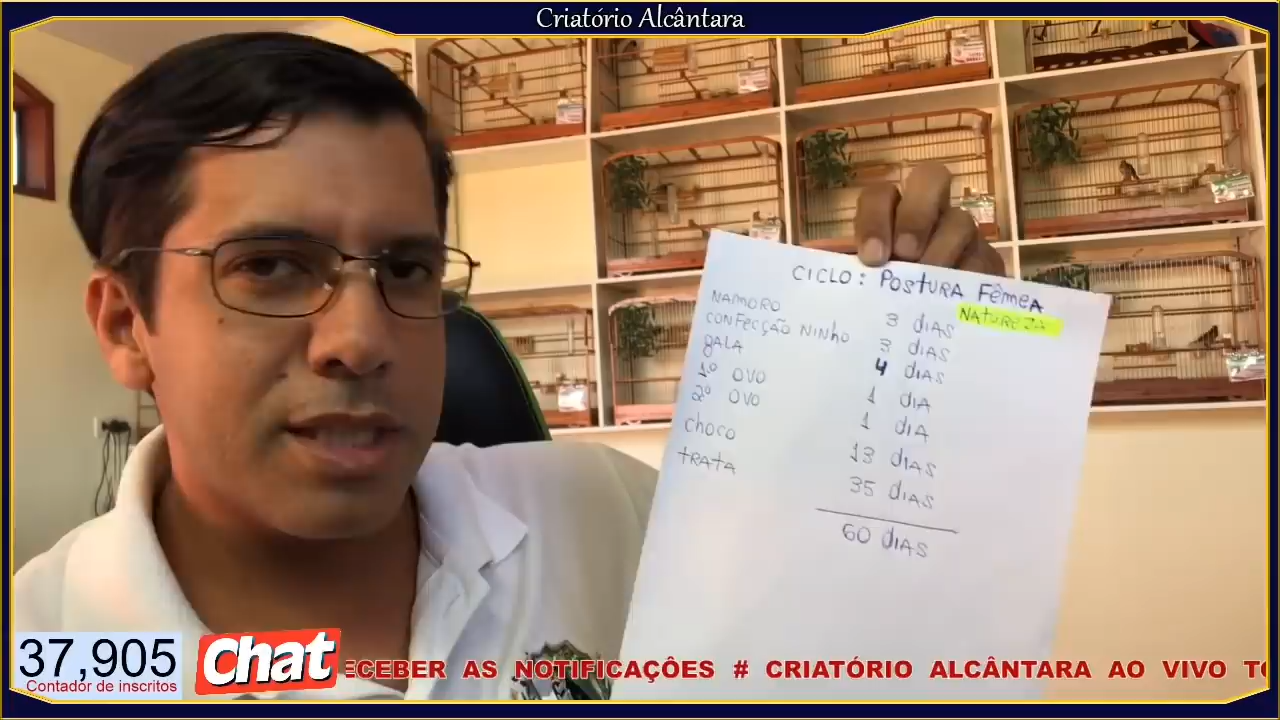 Criatório Alcântara
CICLO: POSTURA FÊMEA
NATUREZA
NAMORO 3 DIAS
CONFECÇÃO NINHO 3 DIAS
GALA 4 DIAS
1º OVO 1 DIA
2º OVO 1 DIA
CHOCO 13 DIAS
TRATA 35 DIAS
60 DIAS
37,905
Contador de inscritos
Chat
ECEBER AS NOTIFICAÇÔES # CRIATÓRIO ALCÂNTARA AO VIVO